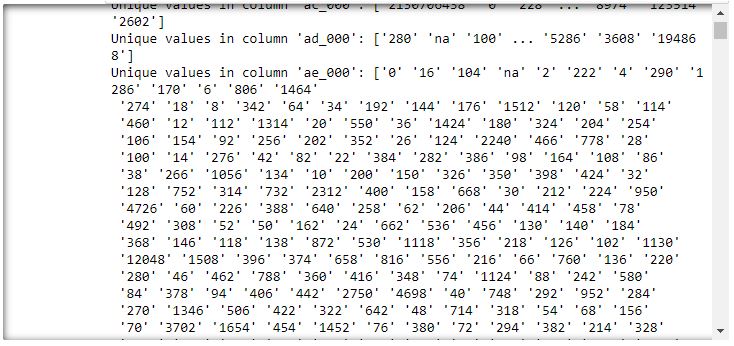 Unique values in column 'ac_000': ['2130706438' '0' '228' ... '8974' '123514'
'2602']
Unique values in column 'ad_000': ['280' 'na' '100' ... '5286' '3608' '19486
8']
Unique values in column 'ae_000': ['0' '16' '104' 'na' '2' '222' '4' '290' '1
286' '170' '6' '806' '1464'
'274' '18' '8' '342' '64' '34' '192' '144' '176' '1512' '120' '58' '114'
'460' '12' '112' '1314' '20' '550' '36' '1424' '180' '324' '204' '254'
'106' '154' '92' '256' '202' '352' '26' '124' '2240' '466' '778' '28'
'100' '14' '276' '42' '82' '22' '384' '282' '386' '98' '164' '108' '86'
'38' '266' '1056' '134' '10' '200' '150' '326' '350' '398' '424' '32'
'128' '752' '314' '732' '2312' '400' '158' '668' '30' '212' '224' '950'
'4726' '60' '226' '388' '640' '258' '62' '206' '44' '414' '458' '78'
'492' '308' '52' '50' '162' '24' '662' '536' '456' '130' '140' '184'
'368' '146' '118' '138' '872' '530' '1118' '356' '218' '126' '102' '1130'
'12048' '1508' '396' '374' '658' '816' '556' '216' '66' '760' '136' '220'
'280' '46' '462' '788' '360' '416' '348' '74' '1124' '88' '242' '580'
'84' '378' '94' '406' '442' '2750' '4698' '40' '748' '292' '952' '284'
'270' '1346' '506' '422' '322' '642' '48' '714' '318' '54' '68' '156'
'70' '3702' '1654' '454' '1452' '76' '380' '72' '294' '382' '214' '328'